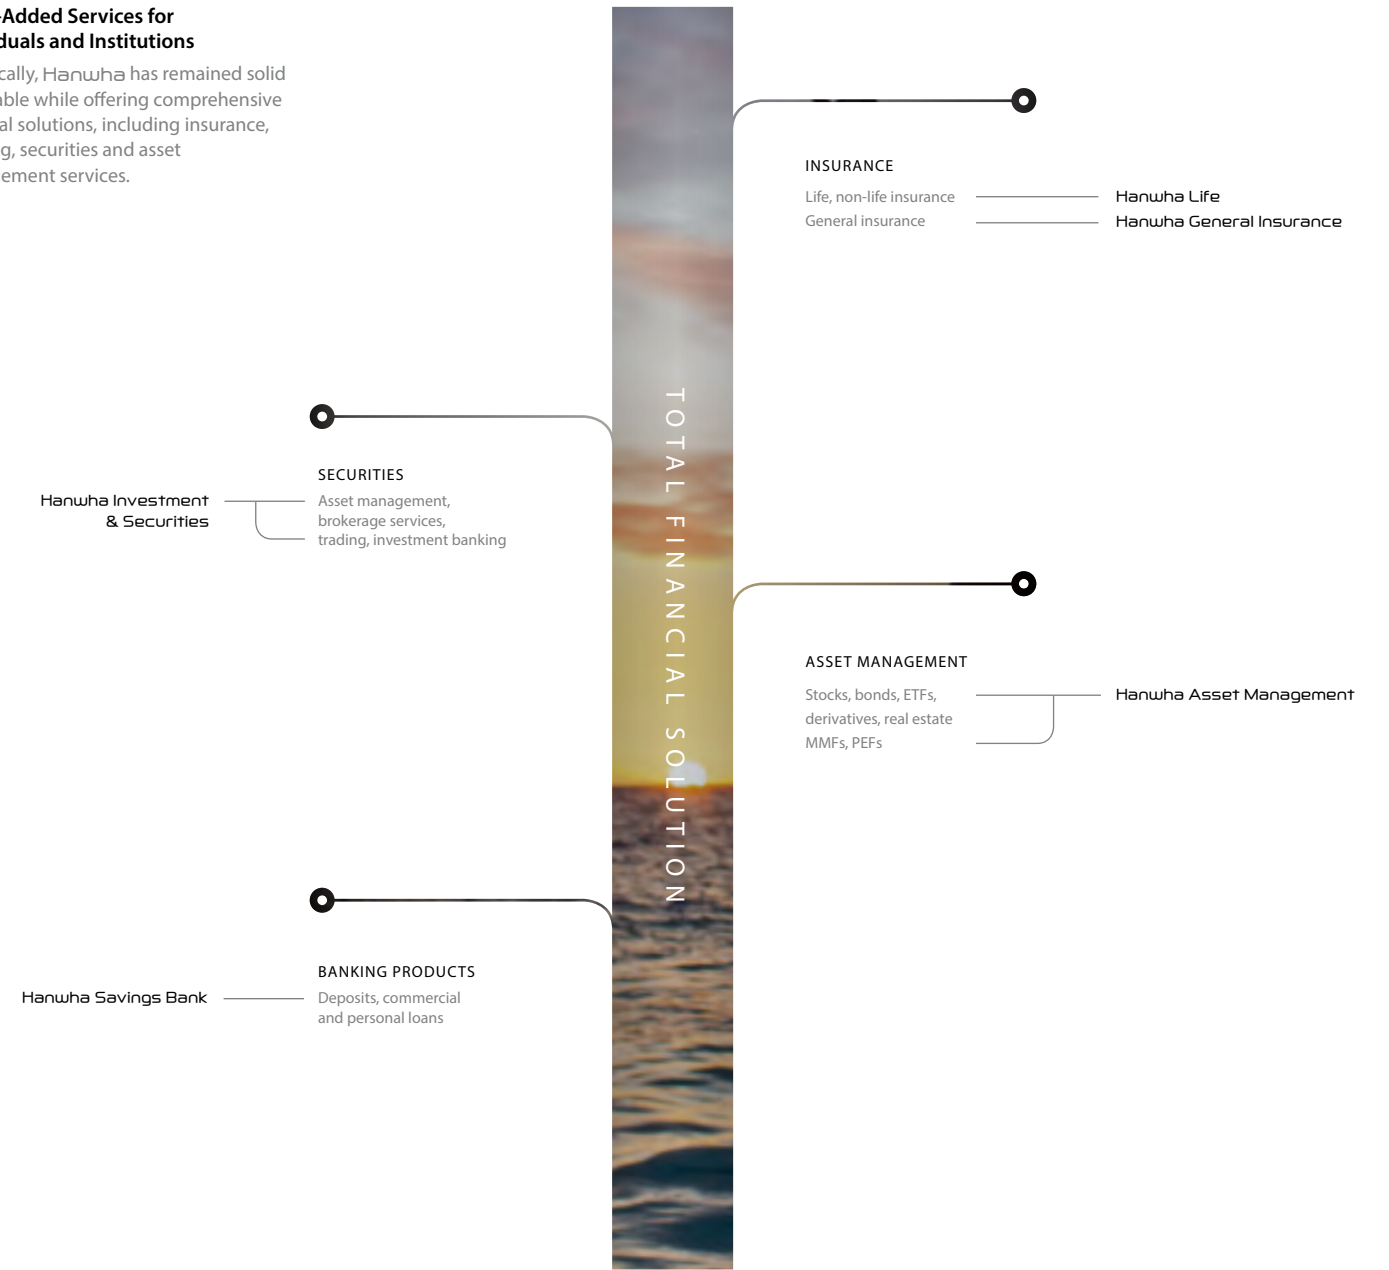 -Added Services for
duals and Institutions
cally, Hanwha has remained solid
able while offering comprehensive
al solutions, including insurance,
g, securities and asset
ement services.
INSURANCE
Life, non-life insurance Hanwha Life
General insurance Hanwha General Insurance
TOTAL FINANCIAL SOLUTION
SECURITIES
Hanwha Investment
& Securities
Asset management,
brokerage services,
trading, investment banking
ASSET MANAGEMENT
Stocks, bonds, ETFs, Hanwha Asset Management
derivatives, real estate
MMFs, PEFs
BANKING PRODUCTS
Hanwha Savings Bank
Deposits, commercial
and personal loans